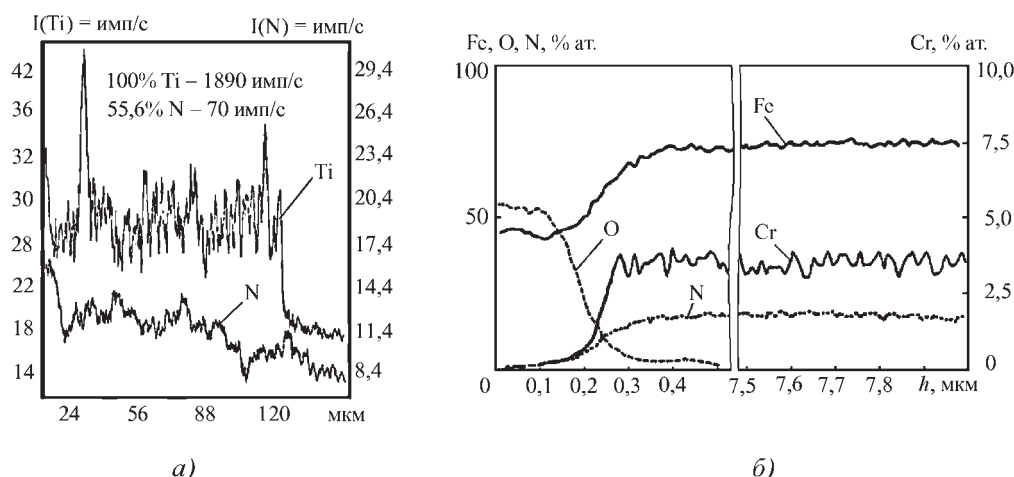 I(Ti) = имп/с I(N) = имп/с
42
36
32
30
28
22
18
14
100% Ti – 1890 имп/с
55,6% N – 70 имп/с
Ti
N
29,4
26,4
23,4
20,4
17,4
14,4
11,4
8,4
24 56 88 120 мкм
а)
Fe, O, N, % ат. Cr, % ат.
100
50
0
Fe
O
Cr
N
10,0
7,5
5,0
2,5
0
0,1 0,2 0,3 0,4 7,5 7,6 7,7 7,8 h, мкм
б)